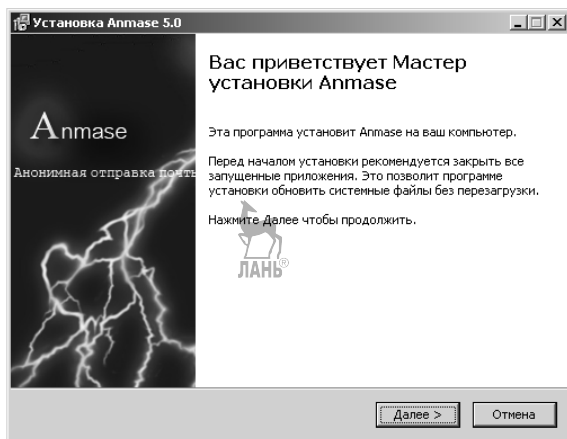 Установка Anmase 5.0
Anmase
Анонимная отправка почты
Вас приветствует Мастер
установки Anmase
Эта программа установит Anmase на ваш компьютер.
Перед началом установки рекомендуется закрыть все
запущенные приложения. Это позволит программе
установки обновить системные файлы без перезагрузки.
Нажмите Далее чтобы продолжить.
ЛАНЬ®
Далее >
Отмена